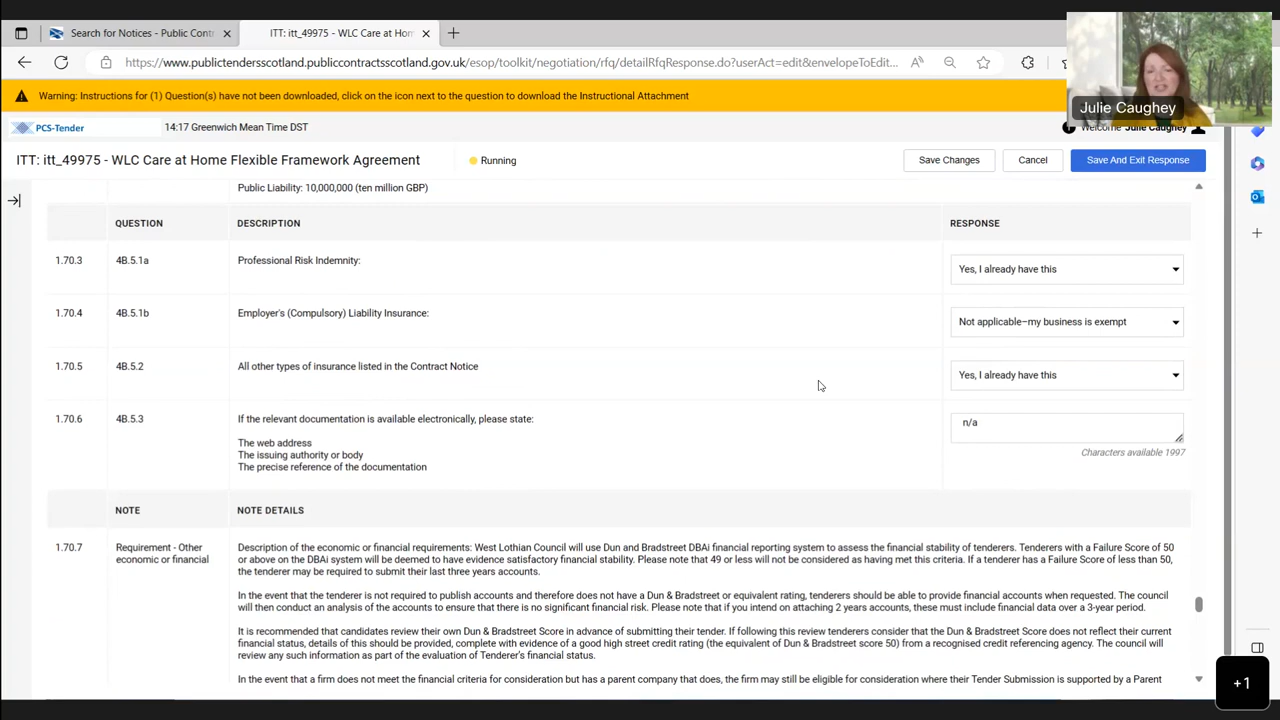 Search for Notices - Public Contr
ITT: itt_49975 - WLC Care at Hom
https://www.publictendersscotland.publiccontractsscotland.gov.uk/esop/toolkit/negotiation/rfq/detailRfqResponse.do?userAct=edit&envelopeToEdit...
Warning: Instructions for (1) Question(s) have not been downloaded, click on the icon next to the question to download the Instructional Attachment
Julie Caughey
PCS-Tender
14:17 Greenwich Mean Time DST
Welcome Julie Caughey
ITT: itt_49975 - WLC Care at Home Flexible Framework Agreement
Running
Save Changes
Cancel
Save And Exit Response
Public Liability: 10,000,000 (ten million GBP)
QUESTION DESCRIPTION RESPONSE
1.70.3 4B.5.1a Professional Risk Indemnity: Yes, I already have this
1.70.4 4B.5.1b Employer's (Compulsory) Liability Insurance: Not applicable–my business is exempt
1.70.5 4B.5.2 All other types of insurance listed in the Contract Notice Yes, I already have this
1.70.6 4B.5.3 If the relevant documentation is available electronically, please state: n/a
The web address
The issuing authority or body
The precise reference of the documentation
Characters available 1997
NOTE NOTE DETAILS
1.70.7 Requirement - Other economic or financial
Description of the economic or financial requirements: West Lothian Council will use Dun and Bradstreet DBAi financial reporting system to assess the financial stability of tenderers. Tenderers with a Failure Score of 50
or above on the DBAi system will be deemed to have evidence satisfactory financial stability. Please note that 49 or less will not be considered as having met this criteria. If a tenderer has a Failure Score of less than 50,
the tenderer may be required to submit their last three years accounts.
In the event that the tenderer is not required to publish accounts and therefore does not have a Dun & Bradstreet or equivalent rating, tenderers should be able to provide financial accounts when requested. The council
will then conduct an analysis of the accounts to ensure that there is no significant financial risk. Please note that if you intend on attaching 2 years accounts, these must include financial data over a 3-year period.
It is recommended that candidates review their own Dun & Bradstreet Score in advance of submitting their tender. If following this review tenderers consider that the Dun & Bradstreet Score does not reflect their current
financial status, details of this should be provided, complete with evidence of a good high street credit rating (the equivalent of Dun & Bradstreet score 50) from a recognised credit referencing agency. The council will
review any such information as part of the evaluation of Tenderer's financial status.
In the event that a firm does not meet the financial criteria for consideration but has a parent company that does, the firm may still be eligible for consideration where their Tender Submission is supported by a Parent
+1